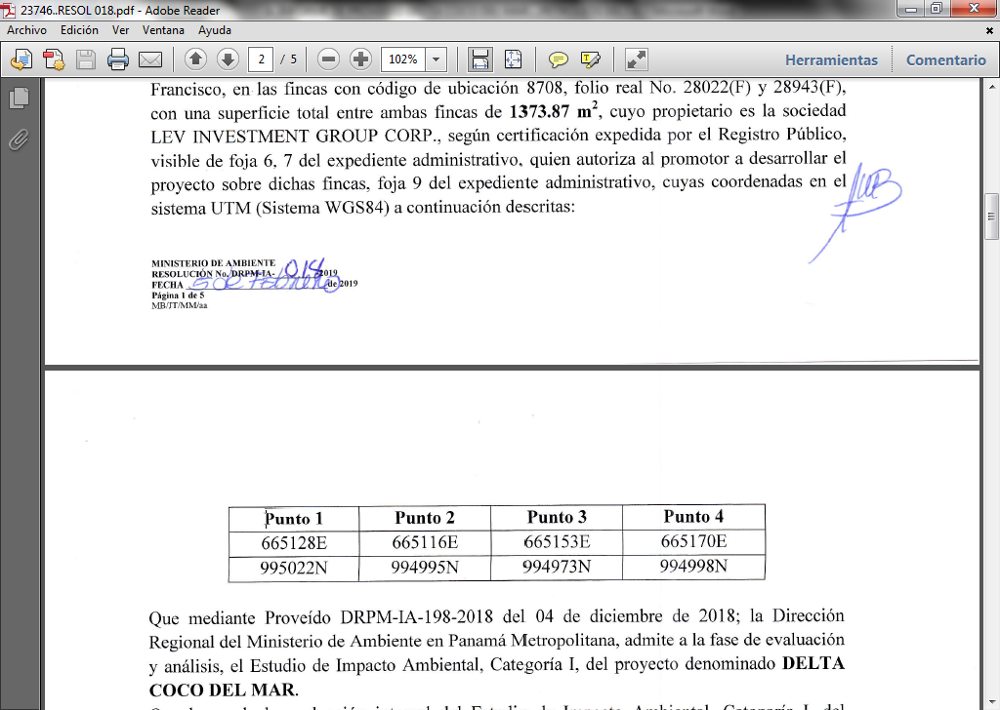 23746..RESOL 018.pdf - Adobe Reader
Archivo Edición Ver Ventana Ayuda
2 / 5 102% Herramientas Comentario
Francisco, en las fincas con código de ubicación 8708, folio real No. 28022(F) y 28943(F),
con una superficie total entre ambas fincas de 1373.87 m², cuyo propietario es la sociedad
LEV INVESTMENT GROUP CORP., según certificación expedida por el Registro Público,
visible de foja 6, 7 del expediente administrativo, quien autoriza al promotor a desarrollar el
proyecto sobre dichas fincas, foja 9 del expediente administrativo, cuyas coordenadas en el
sistema UTM (Sistema WGS84) a continuación descritas:
MINISTERIO DE AMBIENTE
RESOLUCIÓN No. DRPM-IA- 018 2019
FECHA 5 DE FEBRERO de 2019
Página 1 de 5
MB/JT/MM/aa
Punto 1 Punto 2 Punto 3 Punto 4
665128E 665116E 665153E 665170E
995022N 994995N 994973N 994998N
Que mediante Proveído DRPM-IA-198-2018 del 04 de diciembre de 2018; la Dirección
Regional del Ministerio de Ambiente en Panamá Metropolitana, admite a la fase de evaluación
y análisis, el Estudio de Impacto Ambiental, Categoría I, del proyecto denominado DELTA
COCO DEL MAR.